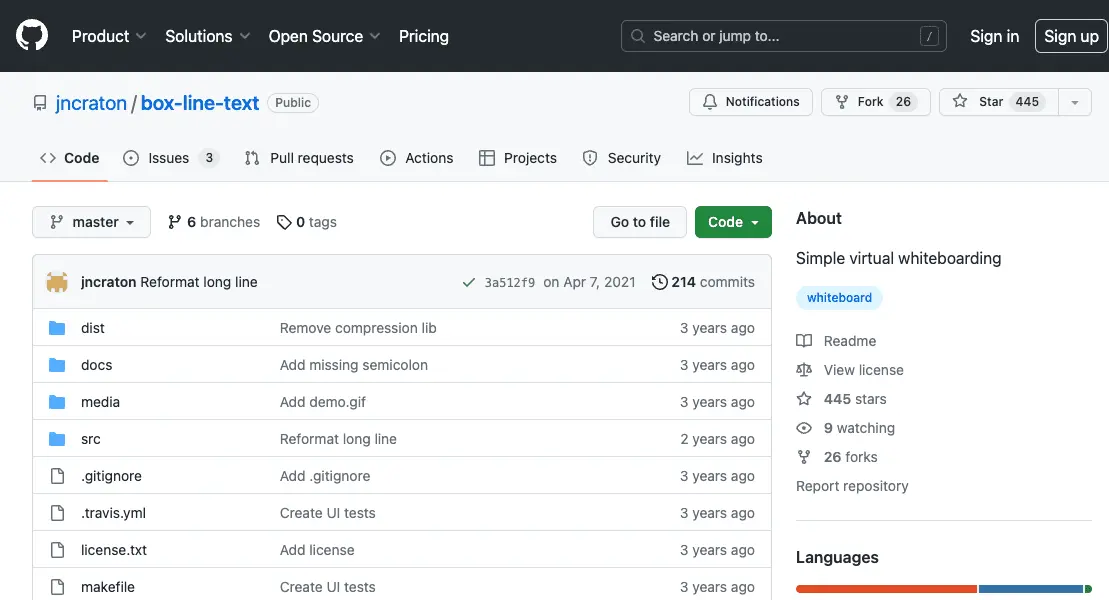 Product Solutions Open Source Pricing Search or jump to... / Sign in Sign up
jncraton / box-line-text Public Notifications Fork 26 Star 445
Code Issues 3 Pull requests Actions Projects Security Insights
master 6 branches 0 tags Go to file Code
jncraton Reformat long line 3a512f9 on Apr 7, 2021 214 commits
dist Remove compression lib 3 years ago
docs Add missing semicolon 3 years ago
media Add demo.gif 3 years ago
src Reformat long line 2 years ago
.gitignore Add .gitignore 3 years ago
.travis.yml Create UI tests 3 years ago
license.txt Add license 3 years ago
makefile Create UI tests 3 years ago
About
Simple virtual whiteboarding
whiteboard
Readme
View license
445 stars
9 watching
26 forks
Report repository
Languages